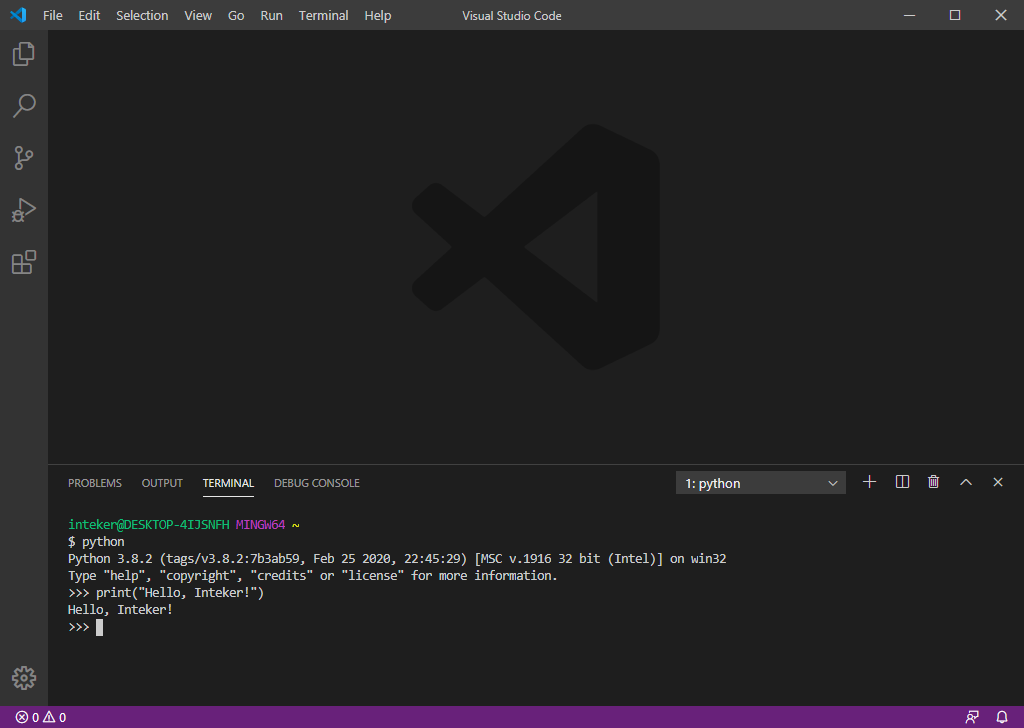 File Edit Selection View Go Run Terminal Help Visual Studio Code
PROBLEMS OUTPUT TERMINAL DEBUG CONSOLE 1: python
inteker@DESKTOP-4IJSNFH MINGW64 ~
$ python
Python 3.8.2 (tags/v3.8.2:7b3ab59, Feb 25 2020, 22:45:29) [MSC v.1916 32 bit (Intel)] on win32
Type "help", "copyright", "credits" or "license" for more information.
>>> print("Hello, Inteker!")
Hello, Inteker!
>>>
0 0